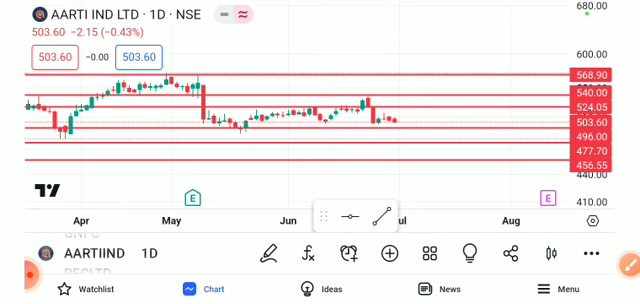 AARTI IND LTD · 1D · NSE
503.60 −2.15 (−0.43%)
503.60 −0.00 503.60
680.00
600.00
568.90
540.00
524.05
503.60
496.00
477.70
456.55
440.00
410.00
E E
Apr May Jun Aug
AARTIIND 1D
Watchlist Chart Ideas News Menu